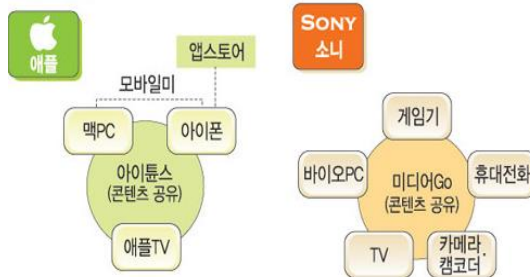 애플
앱스토어
모바일미
맥PC
아이폰
아이튠스
(콘텐츠 공유)
애플TV
SONY
소니
게임기
바이오PC
휴대전화
미디어Go
(콘텐츠 공유)
TV
카메라·
캠코더